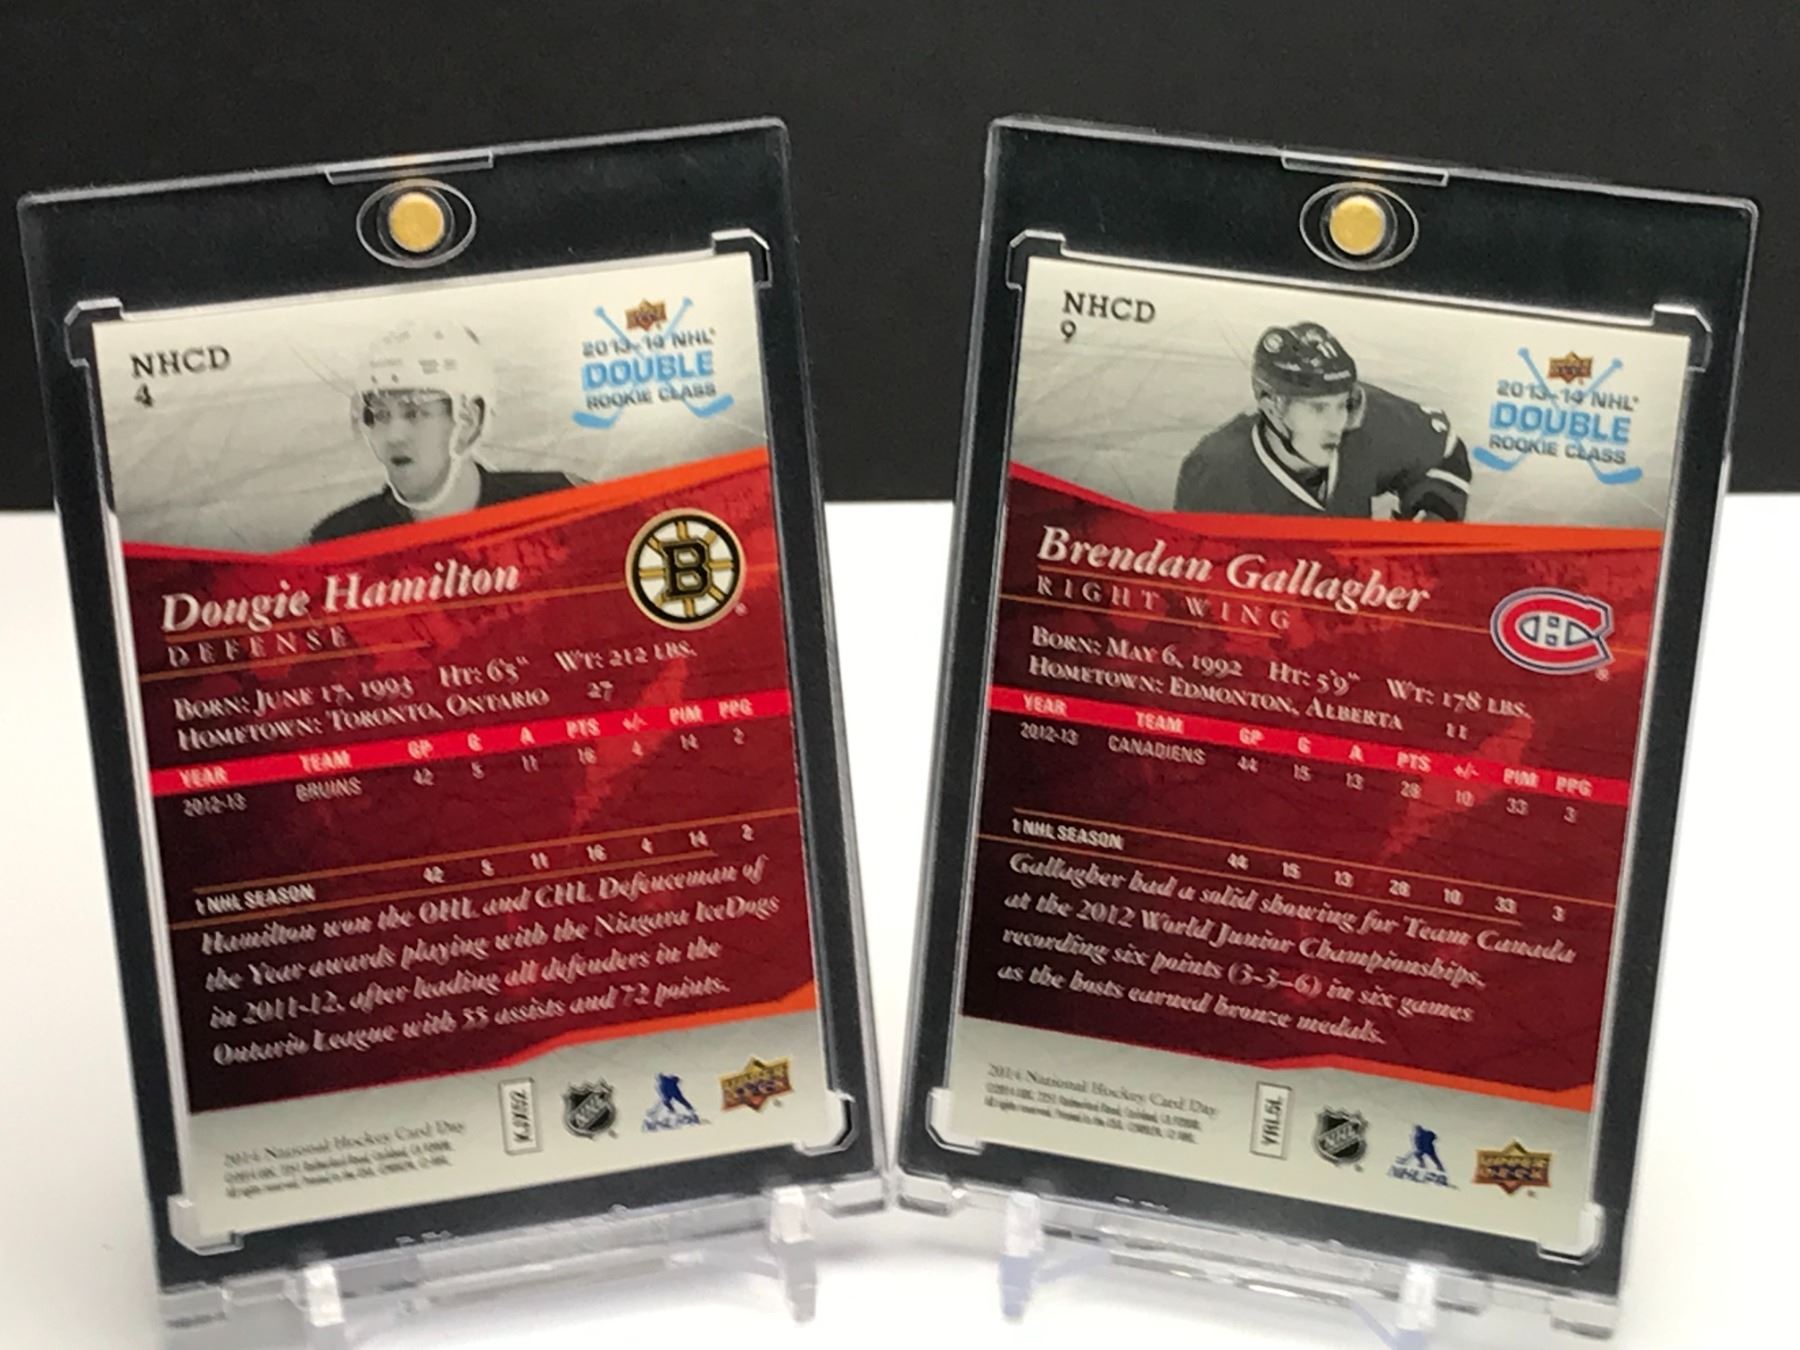 NHCD
4
2013-14 NHL
DOUBLE
ROOKIE CLASS
Dougie Hamilton
DEFENSE
B
BORN: JUNE 17, 1993 HT: 6'5" WT: 212 LBS.
HOMETOWN: TORONTO, ONTARIO 27
YEAR TEAM GP G A PTS +/- PIM PPG
2012-13 BRUINS 42 5 11 16 4 14 2
1 NHL SEASON 42 5 11 16 4 14 2
Hamilton won the OHL and CHL Defenceman of
the Year awards playing with the Niagara IceDogs
in 2011-12, after leading all defenders in the
Ontario League with 55 assists and 72 points.
2014 National Hockey Card Day
NHL
NHLPA
UPPER DECK
NHCD
9
2013-14 NHL
DOUBLE
ROOKIE CLASS
Brendan Gallagher
RIGHT WING
CH
BORN: MAY 6, 1992 HT: 5'9" WT: 178 LBS.
HOMETOWN: EDMONTON, ALBERTA 11
YEAR TEAM GP G A PTS +/- PIM PPG
2012-13 CANADIENS 44 15 13 28 10 33 3
1 NHL SEASON 44 15 13 28 10 33 3
Gallagher had a solid showing for Team Canada
at the 2012 World Junior Championships,
recording six points (3-3–6) in six games
as the hosts earned bronze medals.
2014 National Hockey Card Day
NHL
NHLPA
UPPER DECK